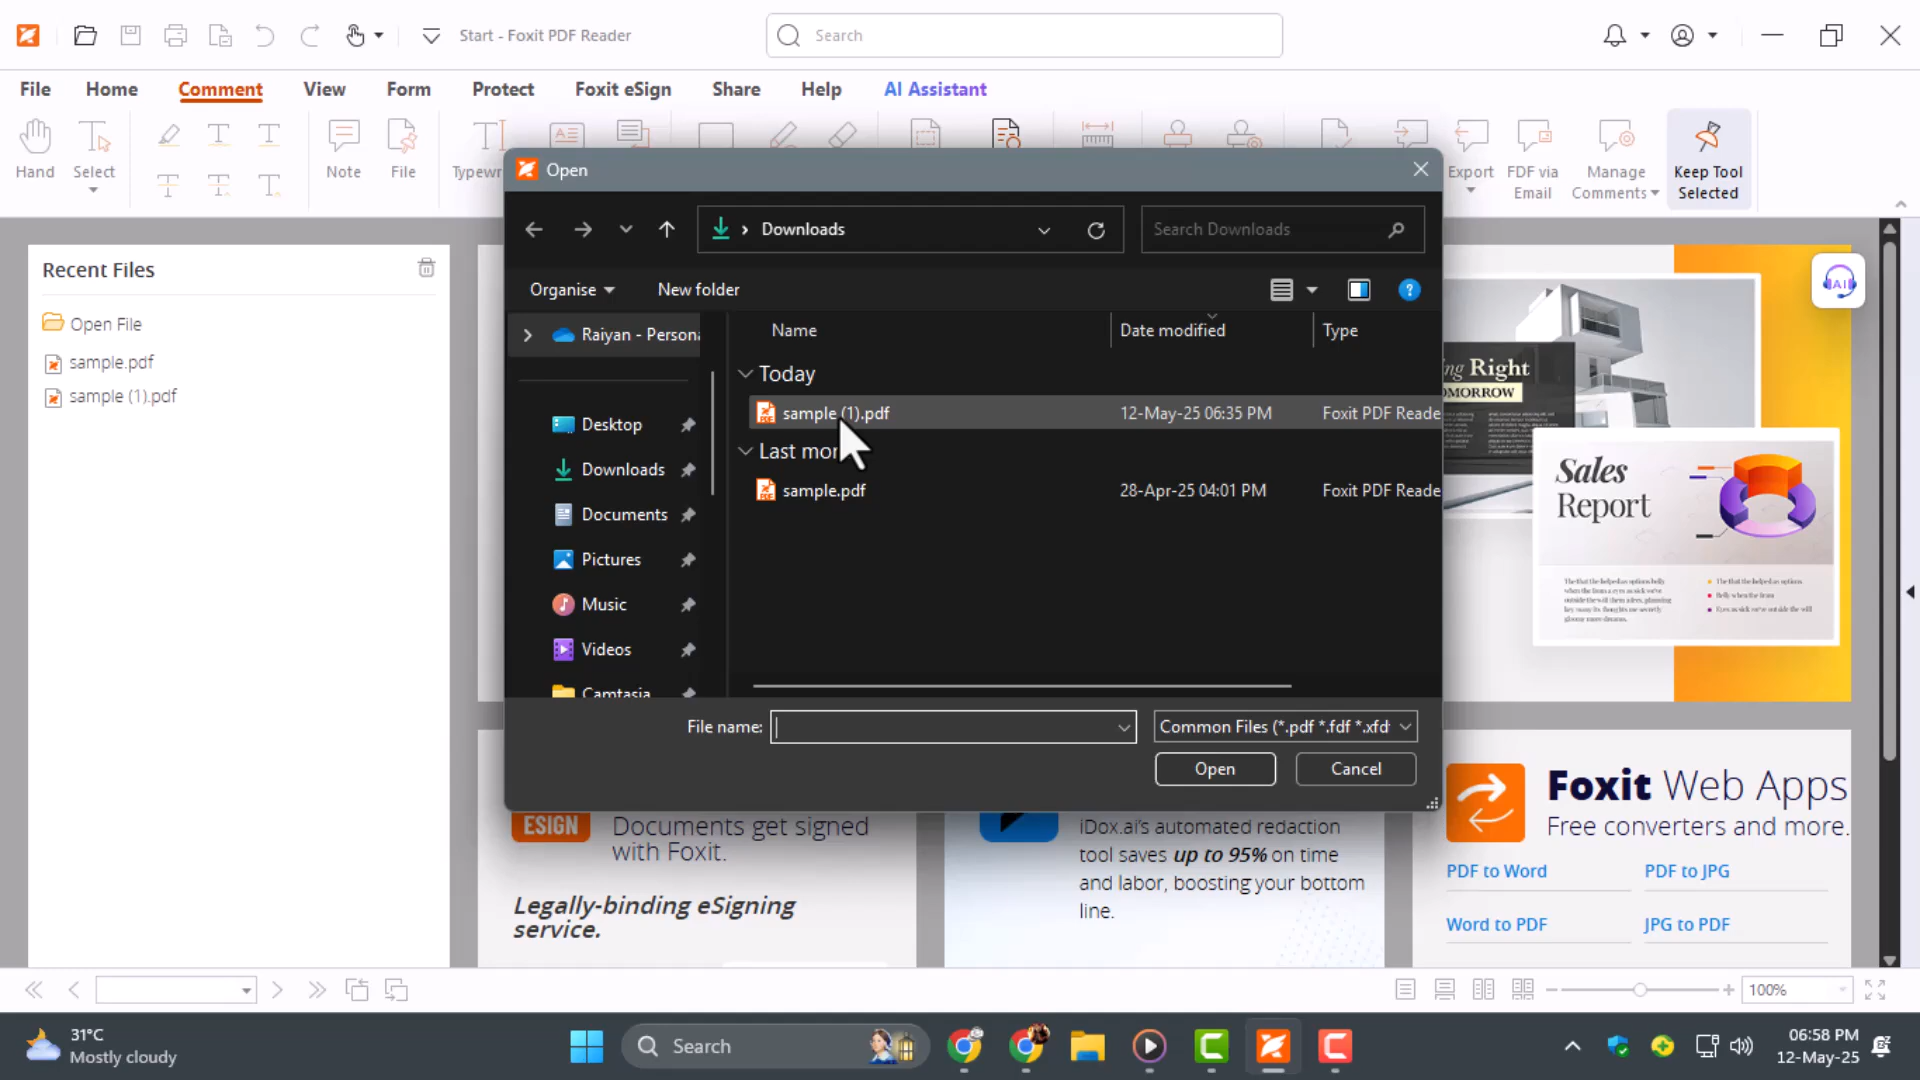 Start - Foxit PDF Reader
Search
File Home Comment View Form Protect Foxit eSign Share Help AI Assistant
Hand Select Note File Export FDF via Email Manage Comments Keep Tool Selected
Open
Downloads
Search Downloads
Organise New folder
Raiyan - Persona
Desktop
Downloads
Documents
Pictures
Music
Videos
Camtasia
Name Date modified Type
Today
sample (1).pdf 12-May-25 06:35 PM Foxit PDF Reade
Last mon
sample.pdf 28-Apr-25 04:01 PM Foxit PDF Reade
File name: Common Files (*.pdf *.fdf *.xfd
Open Cancel
Recent Files
Open File
sample.pdf
sample (1).pdf
AI
ng Right
OMORROW
Sales
Report
ESIGN
Documents get signed
with Foxit.
Legally-binding eSigning
service.
iDox.ai's automated redaction
tool saves up to 95% on time
and labor, boosting your bottom
line.
Foxit Web Apps
Free converters and more.
PDF to Word PDF to JPG
Word to PDF JPG to PDF
100%
31°C
Mostly cloudy
Search
06:58 PM
12-May-25